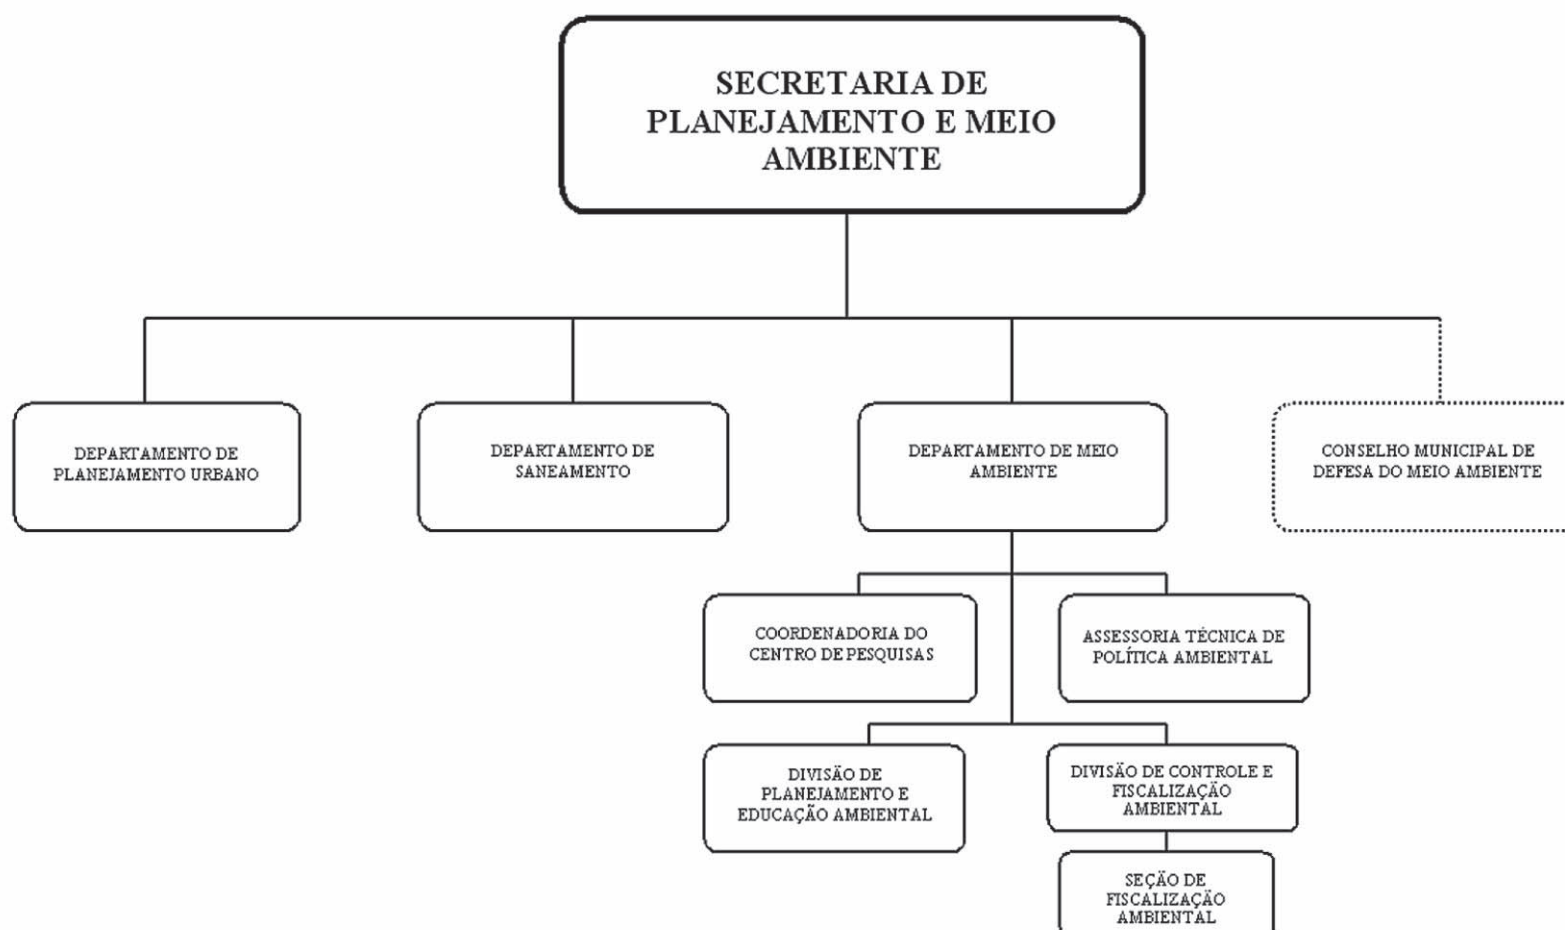 SECRETARIA DE
PLANEJAMENTO E MEIO
AMBIENTE
DEPARTAMENTO DE
PLANEJAMENTO URBANO
DEPARTAMENTO DE
SANEAMENTO
DEPARTAMENTO DE MEIO
AMBIENTE
CONSELHO MUNICIPAL DE
DEFESA DO MEIO AMBIENTE
COORDENADORIA DO
CENTRO DE PESQUISAS
ASSESSORIA TÉCNICA DE
POLÍTICA AMBIENTAL
DIVISÃO DE
PLANEJAMENTO E
EDUCAÇÃO AMBIENTAL
DIVISÃO DE CONTROLE E
FISCALIZAÇÃO
AMBIENTAL
SEÇÃO DE
FISCALIZAÇÃO
AMBIENTAL